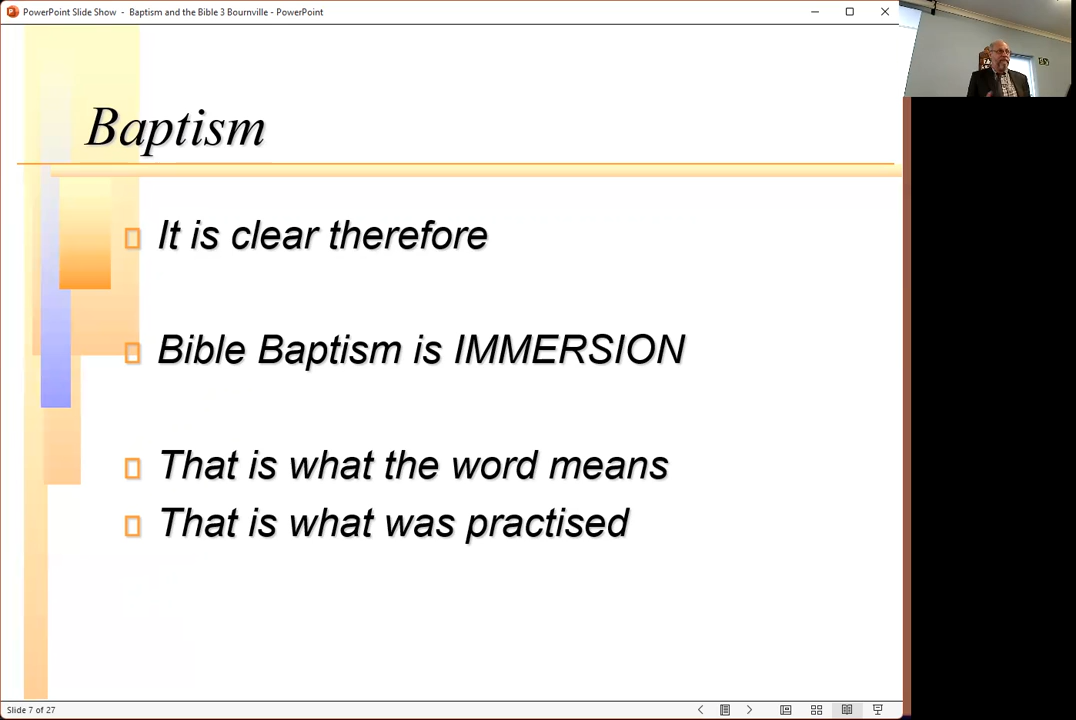 PowerPoint Slide Show - Baptism and the Bible 3 Bournville - PowerPoint
Baptism
It is clear therefore
Bible Baptism is IMMERSION
That is what the word means
That is what was practised
Slide 7 of 27